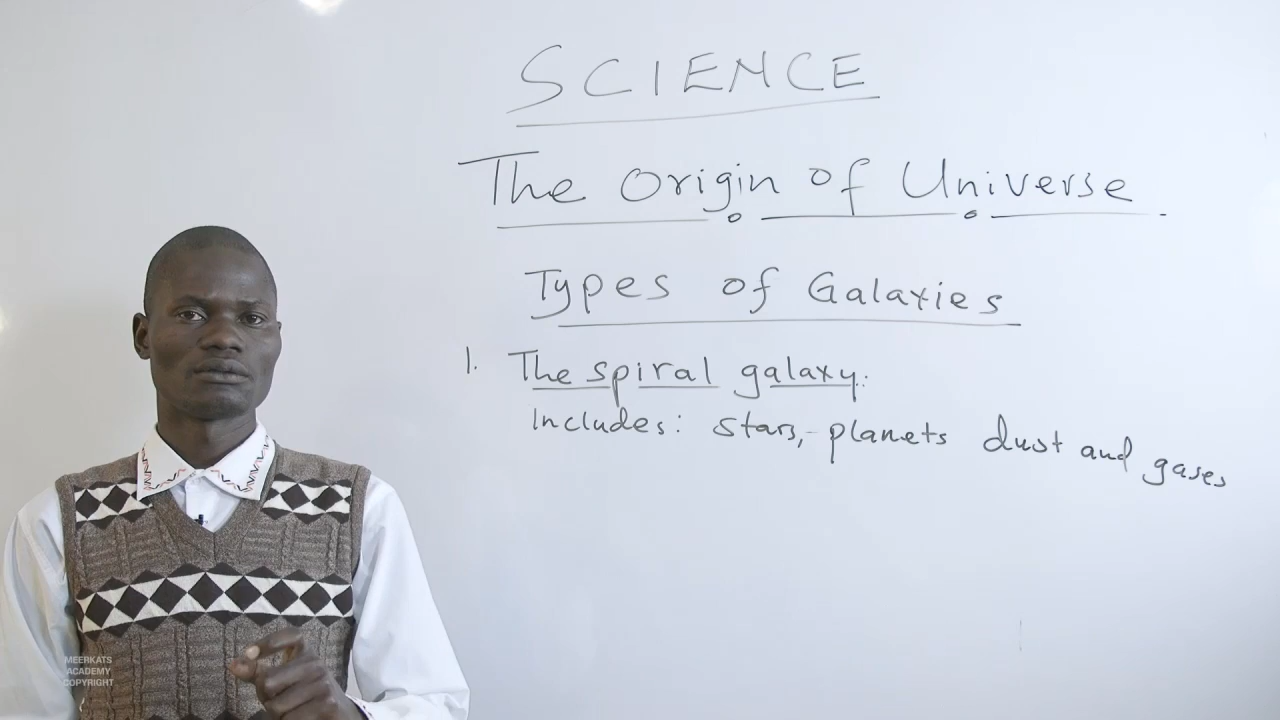 SCIENCE
The Origin of Universe
Types of Galaxies
1. The spiral galaxy:
Includes: stars, planets dust and gases
MEERKATS
ACADEMY
COPYRIGHT